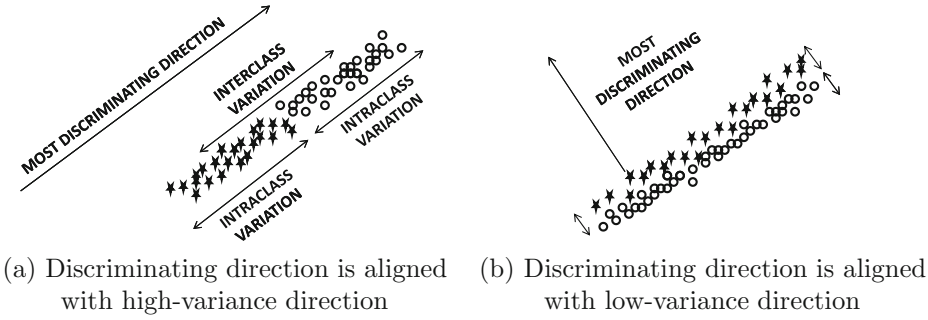 MOST DISCRIMINATING DIRECTION
INTERCLASS
VARIATION
INTRACLASS
VARIATION
INTRACLASS
VARIATION
(a) Discriminating direction is aligned
with high-variance direction
MOST
DISCRIMINATING
DIRECTION
(b) Discriminating direction is aligned
with low-variance direction